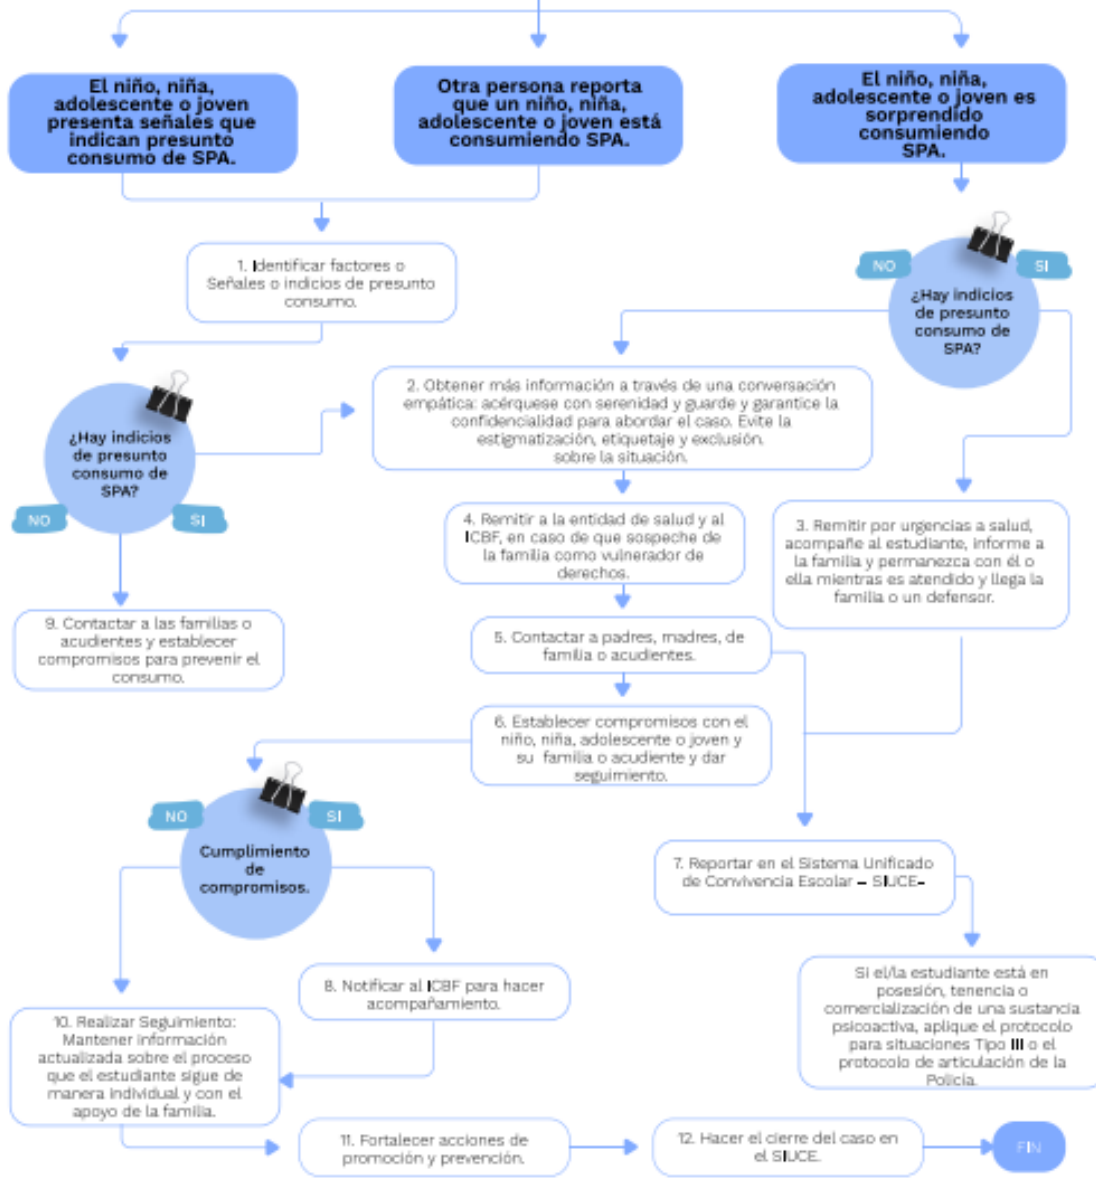 El niño, niña,
adolescente o joven
presenta señales que
indican presunto
consumo de SPA.
Otra persona reporta
que un niño, niña,
adolescente o joven está
consumiendo SPA.
El niño, niña,
adolescente o joven es
sorprendido
consumiendo
SPA.
1. Identificar factores o
Señales o indicios de presunto
consumo.
NO
SI
¿Hay indicios
de presunto
consumo de
SPA?
2. Obtener más información a través de una conversación
empática: acérquese con serenidad y guarde y garantice la
confidencialidad para abordar el caso. Evite la
estigmatización, etiquetaje y exclusión.
sobre la situación.
¿Hay indicios
de presunto
consumo de
SPA?
NO
SI
4. Remitir a la entidad de salud y al
ICBF, en caso de que sospeche de
la familia como vulnerador de
derechos.
3. Remitir por urgencias a salud,
acompañe al estudiante, informe a
la familia y permanezca con él o
ella mientras es atendido y llega la
familia o un defensor.
9. Contactar a las familias o
acudientes y establecer
compromisos para prevenir el
consumo.
5. Contactar a padres, madres, de
familia o acudientes.
6. Establecer compromisos con el
niño, niña, adolescente o joven y
su familia o acudiente y dar
seguimiento.
NO
SI
Cumplimiento
de
compromisos.
7. Reportar en el Sistema Unificado
de Convivencia Escolar – SIUCE–
8. Notificar al ICBF para hacer
acompañamiento.
Si el/la estudiante está en
posesión, tenencia o
comercialización de una sustancia
psicoactiva, aplique el protocolo
para situaciones Tipo III o el
protocolo de articulación de la
Policía.
10. Realizar Seguimiento:
Mantener información
actualizada sobre el proceso
que el estudiante sigue de
manera individual y con el
apoyo de la familia.
11. Fortalecer acciones de
promoción y prevención.
12. Hacer el cierre del caso en
el SIUCE.
FIN